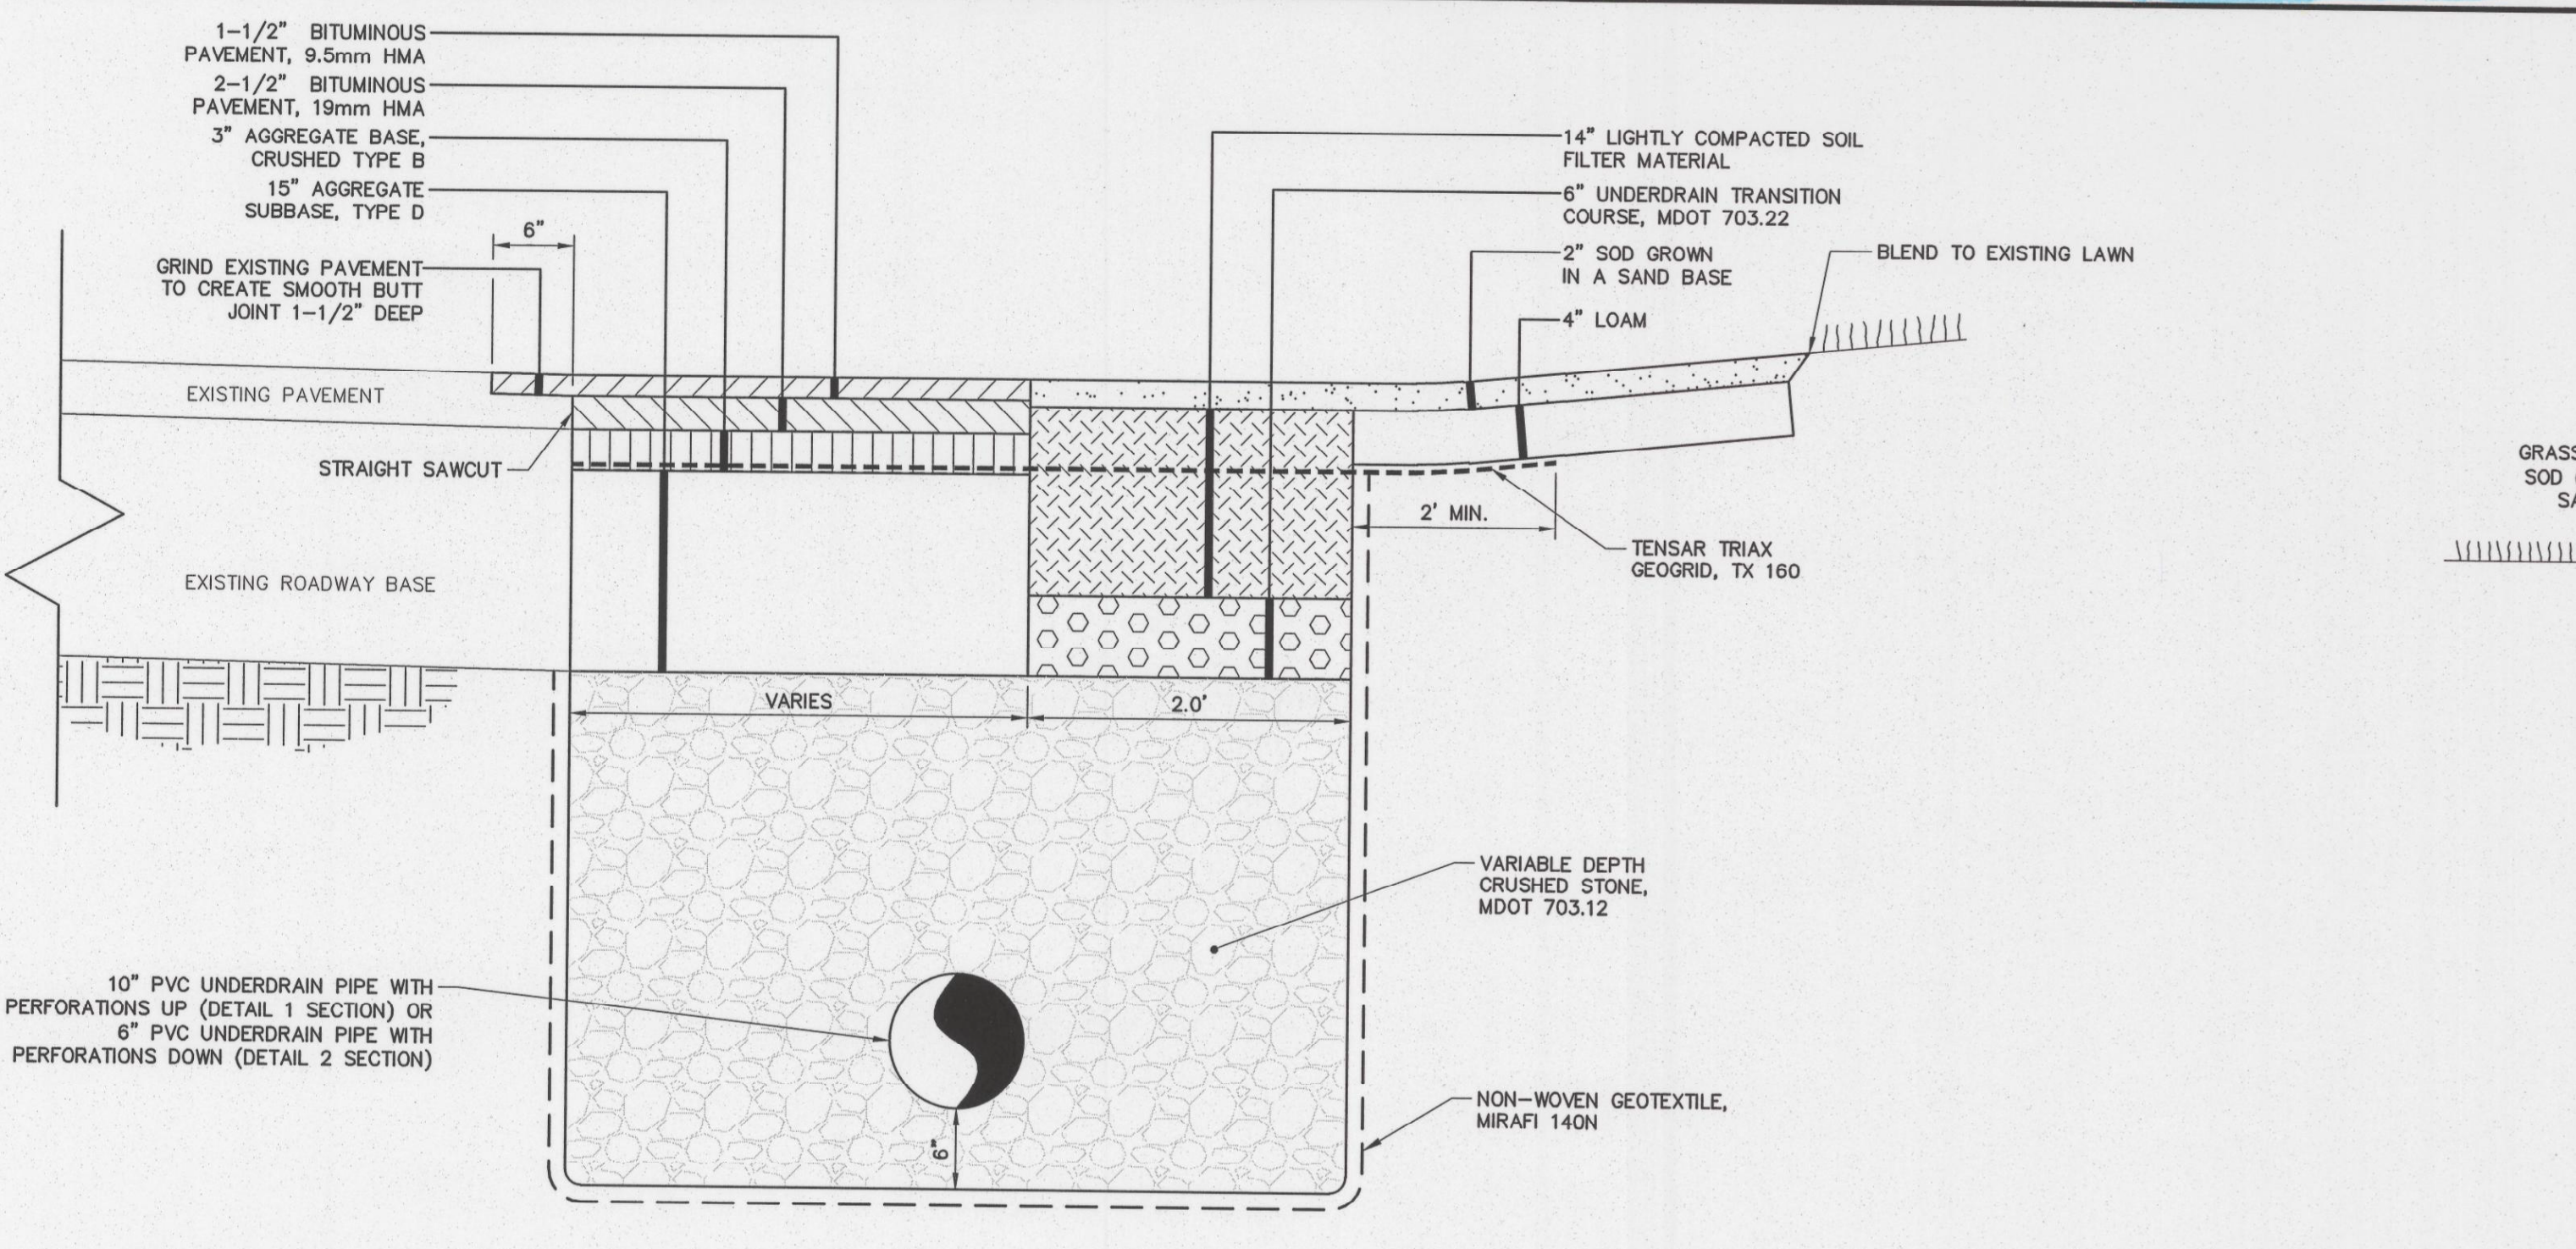 1-1/2" BITUMINOUS
PAVEMENT, 9.5mm HMA
2-1/2" BITUMINOUS
PAVEMENT, 19mm HMA
3" AGGREGATE BASE,
CRUSHED TYPE B
15" AGGREGATE
SUBBASE, TYPE D
6"
GRIND EXISTING PAVEMENT
TO CREATE SMOOTH BUTT
JOINT 1-1/2" DEEP
EXISTING PAVEMENT
STRAIGHT SAWCUT
EXISTING ROADWAY BASE
14" LIGHTLY COMPACTED SOIL
FILTER MATERIAL
6" UNDERDRAIN TRANSITION
COURSE, MDOT 703.22
2" SOD GROWN
IN A SAND BASE
4" LOAM
BLEND TO EXISTING LAWN
2' MIN.
TENSAR TRIAX
GEOGRID, TX 160
VARIES
2.0'
VARIABLE DEPTH
CRUSHED STONE,
MDOT 703.12
10" PVC UNDERDRAIN PIPE WITH
PERFORATIONS UP (DETAIL 1 SECTION) OR
6" PVC UNDERDRAIN PIPE WITH
PERFORATIONS DOWN (DETAIL 2 SECTION)
6"
NON-WOVEN GEOTEXTILE,
MIRAFI 140N
GRASS
SOD